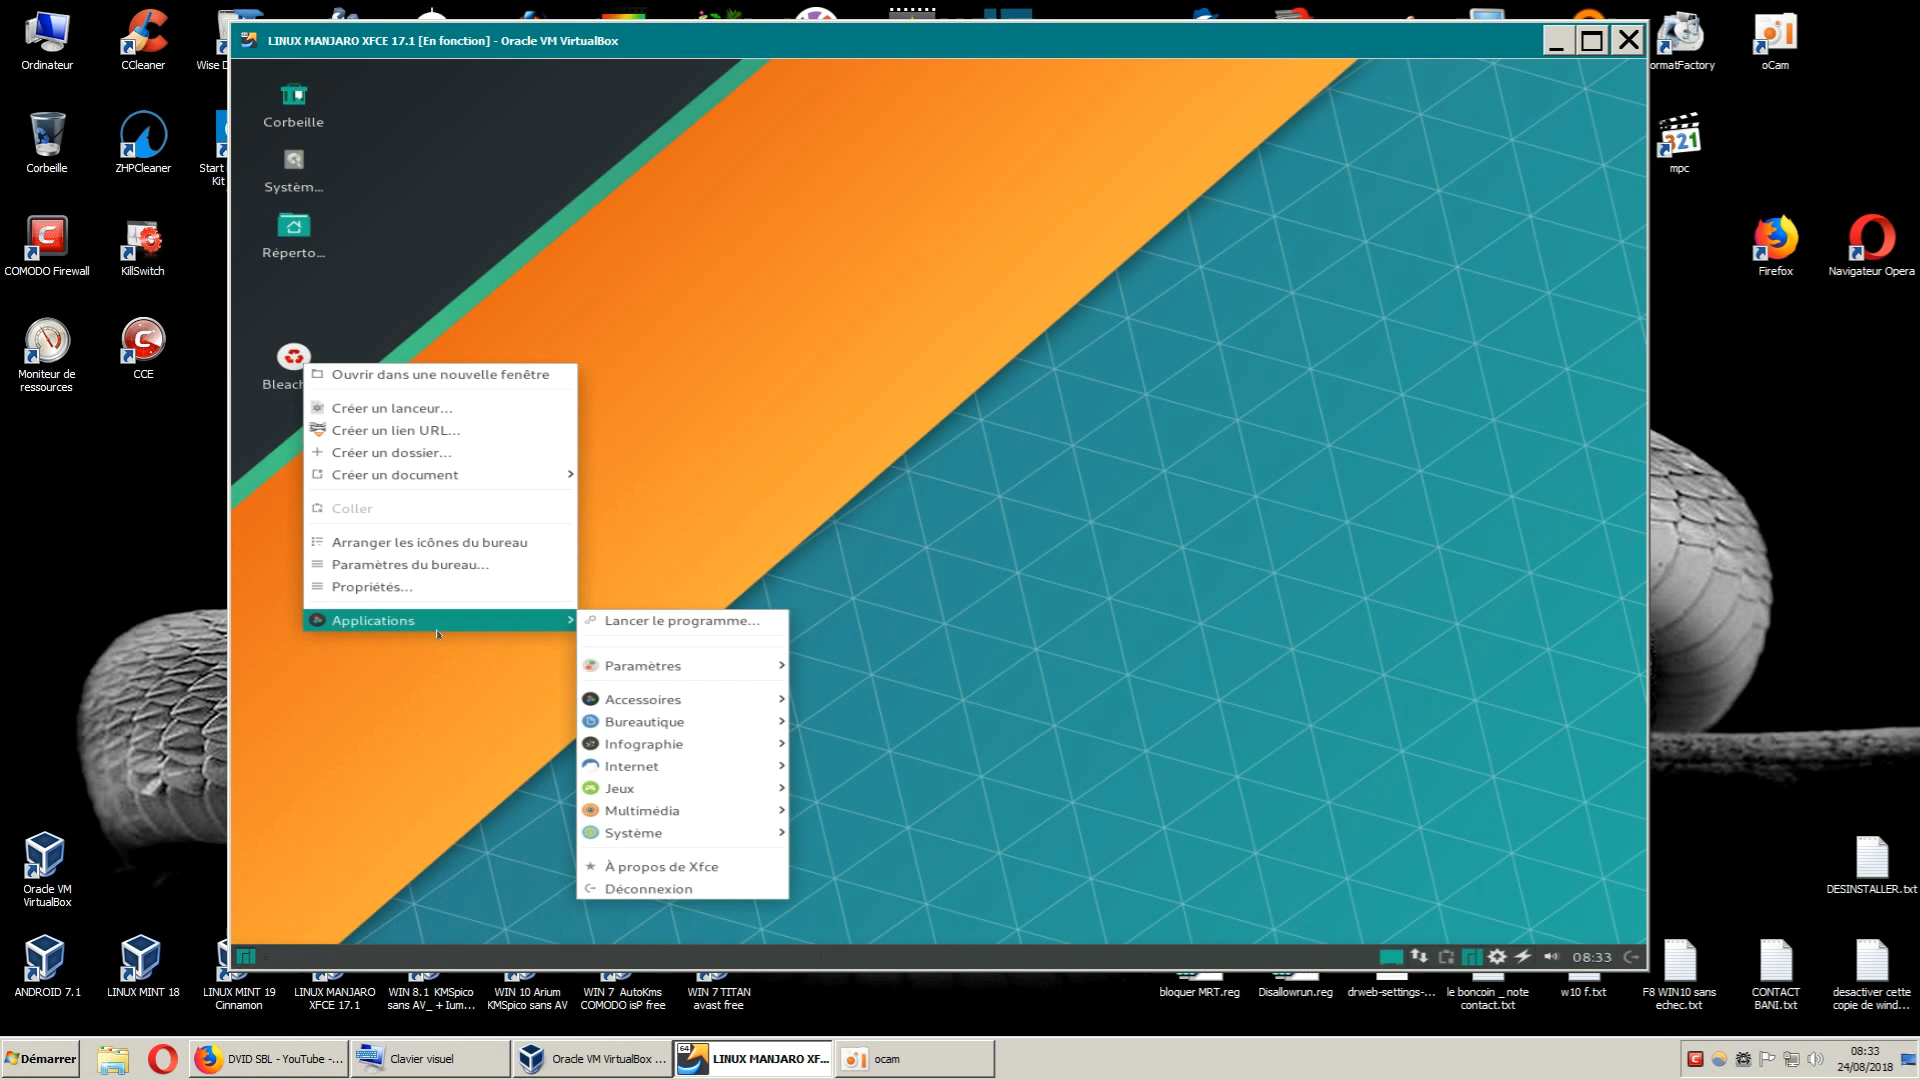 LINUX MANJARO XFCE 17.1 [En fonction] - Oracle VM VirtualBox
Ordinateur
CCleaner
Wise D
ormatFactory
oCam
Corbeille
ZHPCleaner
Start
Kit
mpc
COMODO Firewall
KillSwitch
Firefox
Navigateur Opera
Moniteur de
ressources
CCE
321
Corbeille
Systèm...
Réperto...
Bleach
Ouvrir dans une nouvelle fenêtre
Créer un lanceur...
Créer un lien URL...
Créer un dossier...
Créer un document
Coller
Arranger les icônes du bureau
Paramètres du bureau...
Propriétés...
Applications
Lancer le programme...
Paramètres
Accessoires
Bureautique
Infographie
Internet
Jeux
Multimédia
Système
À propos de Xfce
Déconnexion
08:33
Oracle VM
VirtualBox
DESINSTALLER.txt
ANDROID 7.1
LINUX MINT 18
LINUX MINT 19
Cinnamon
LINUX MANJARO
XFCE 17.1
WIN 8.1 KMSpico
sans AV_ + Ium...
WIN 10 Arium
KMSpico sans AV
WIN 7 AutoKms
COMODO isP free
WIN 7 TITAN
avast free
bloquer MRT.reg
Disallowrun.reg
drweb-settings-...
le boncoin _ note
contact.txt
w10 f.txt
F8 WIN10 sans
echec.txt
CONTACT
BANI.txt
desactiver cette
copie de wind...
Démarrer
DVID SBL - YouTube -...
Clavier visuel
Oracle VM VirtualBox ...
64
LINUX MANJARO XF...
ocam
08:33
24/08/2018